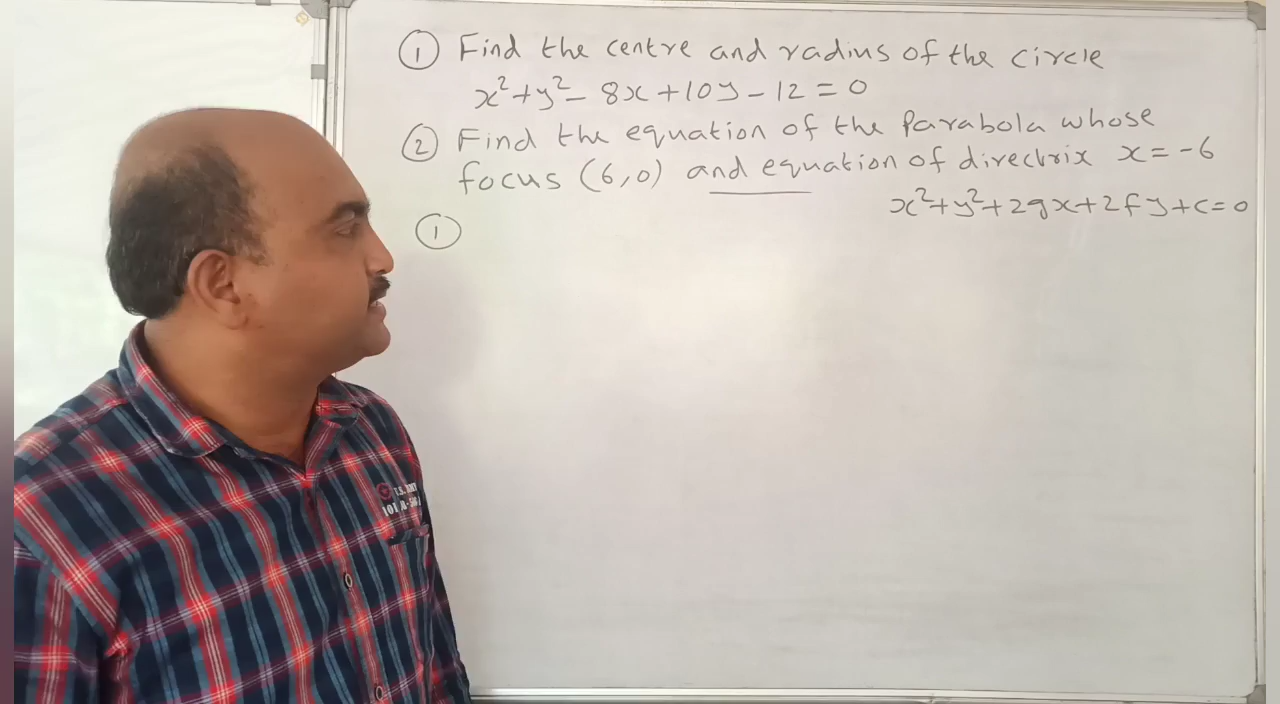 ① Find the centre and radius of the circle
x²+y²- 8x+10y-12=0
② Find the equation of the Parabola whose
focus (6,0) and equation of directrix x=-6
x²+y²+2gx+2fy+c=0
①